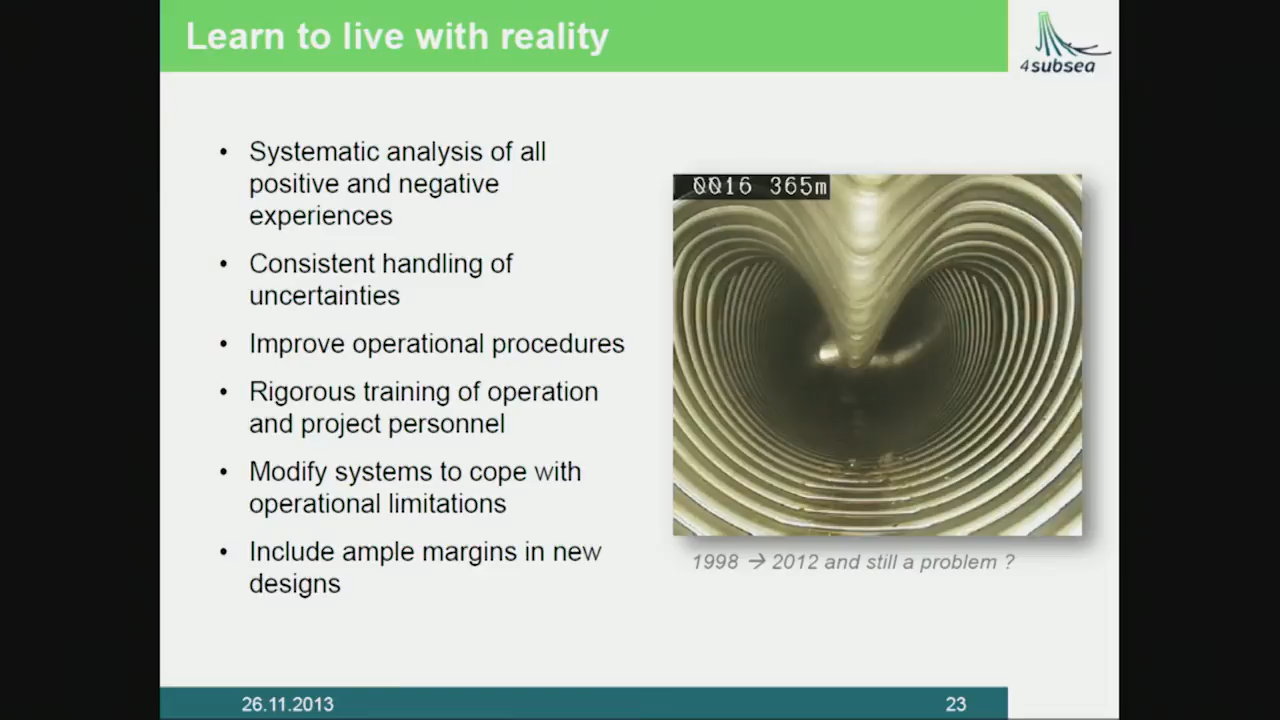 Learn to live with reality
4subsea
• Systematic analysis of all
positive and negative
experiences
• Consistent handling of
uncertainties
• Improve operational procedures
• Rigorous training of operation
and project personnel
• Modify systems to cope with
operational limitations
• Include ample margins in new
designs
0016 365m
1998 → 2012 and still a problem ?
26.11.2013
23